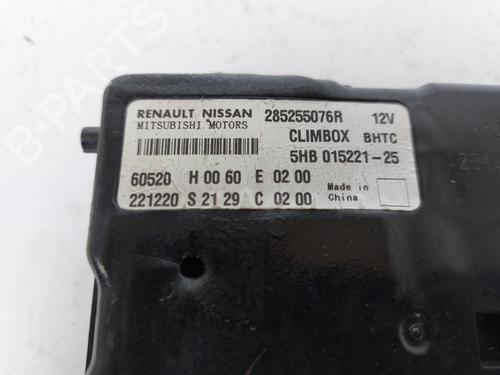 RENAULT NISSAN 285255076R 12V
MITSUBISHI MOTORS CLIMBOX BHTC
5HB 015221-25
60520 H 00 60 E 02 00
221220 S 21 29 C 02 00
Made in China